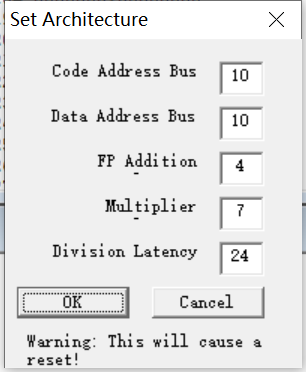 Set Architecture
Code Address Bus 10
Data Address Bus 10
FP Addition 4
Multiplier 7
Division Latency 24
OK Cancel
Warning: This will cause a
reset!